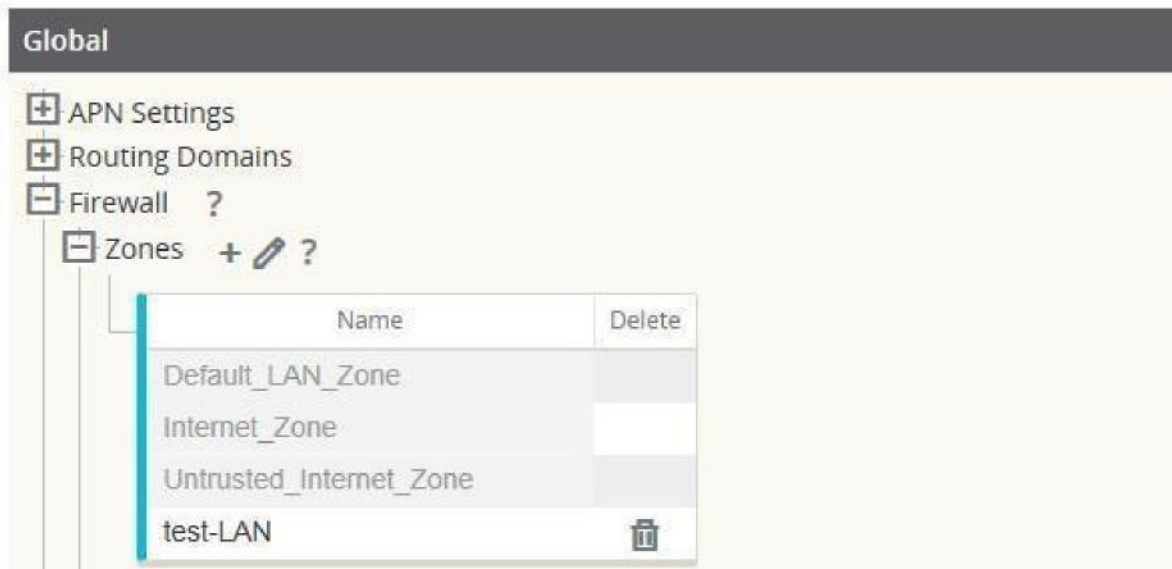 Global
APN Settings
Routing Domains
Firewall ?
Zones + ?
Name Delete
Default_LAN_Zone
Internet_Zone
Untrusted_Internet_Zone
test-LAN